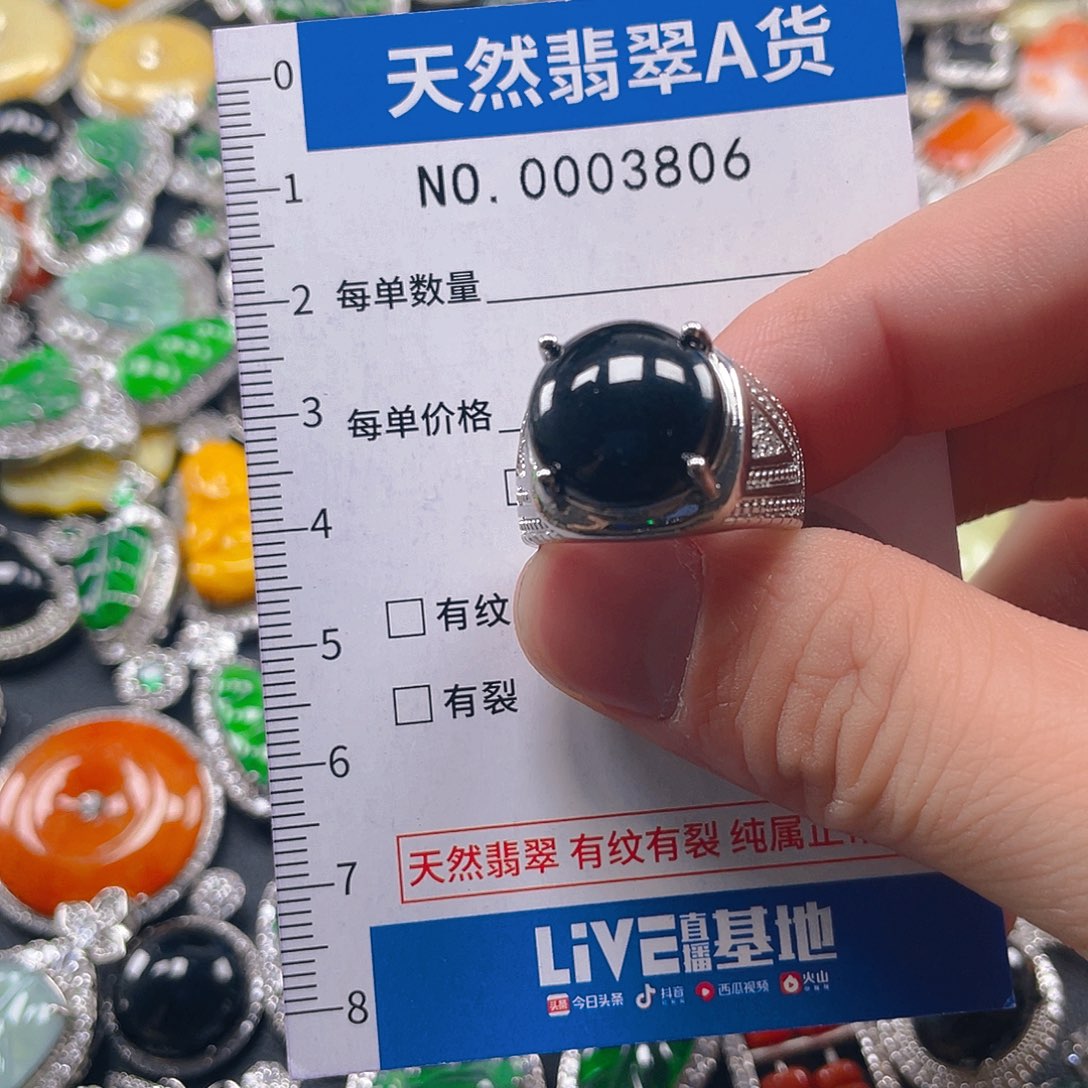 天然翡翠A货
NO.0003806
每单数量
每单价格
有纹
有裂
天然翡翠 有纹有裂 纯属正
LiVE直播基地
头条 今日头条 抖音 西瓜视频 火山
0
1
2
3
4
5
6
7
8